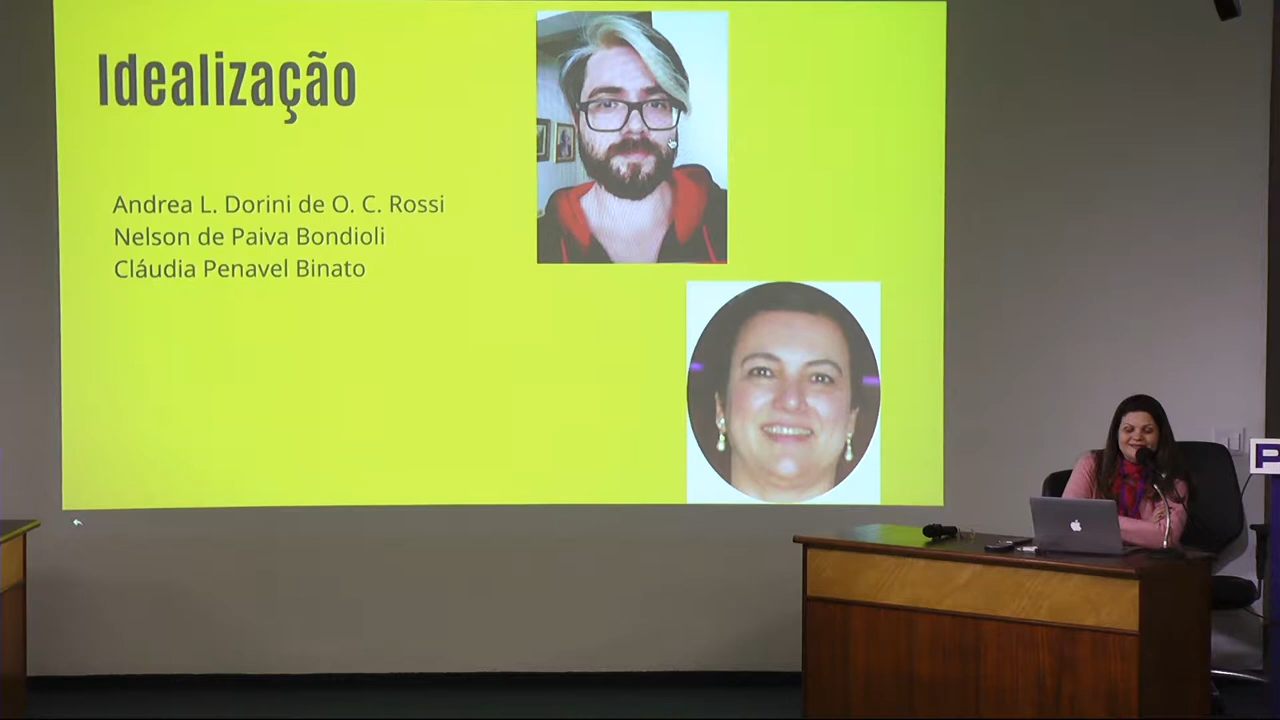 Idealização
Andrea L. Dorini de O. C. Rossi
Nelson de Paiva Bondioli
Cláudia Penavel Binato
P